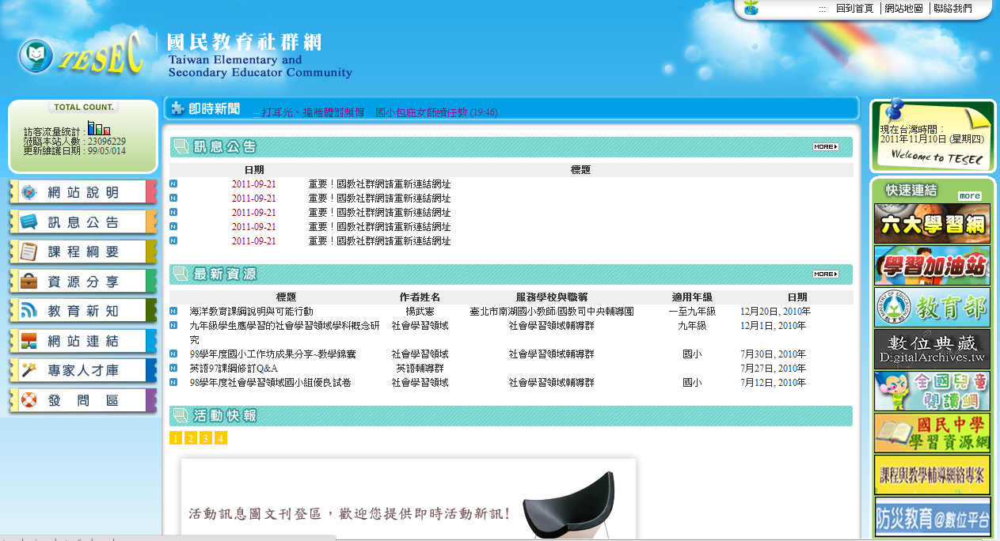 ::: 回到首頁 │網站地圖 │聯絡我們
TESEC
國民教育社群網
Taiwan Elementary and
Secondary Educator Community
TOTAL COUNT.
訪客流量統計 :
蒞臨本站人數 : 23096229
更新維護日期 : 99/05/014
網站說明
訊息公告
課程綱要
資源分享
教育新知
網站連結
專家人才庫
發問區
即時新聞
::: 打耳光、撞牆體罰頻傳 國小包庇女師續任教 (19:46)
訊息公告 MORE
日期 標題
N 2011-09-21 重要！國教社群網請重新連結網址
N 2011-09-21 重要！國教社群網請重新連結網址
N 2011-09-21 重要！國教社群網請重新連結網址
N 2011-09-21 重要！國教社群網請重新連結網址
N 2011-09-21 重要！國教社群網請重新連結網址
最新資源 MORE
標題 作者姓名 服務學校與職稱 適用年級 日期
N 海洋教育課綱說明與可能行動 楊武憲 臺北市南湖國小教師/國教司中央輔導團 一至九年級 12月20日, 2010年
N 九年級學生應學習的社會學習領域學科概念研 社會學習領域 社會學習領域輔導群 九年級 12月1日, 2010年
究
N 98學年度國小工作坊成果分享~教學錦囊 社會學習領域 社會學習領域輔導群 國小 7月30日, 2010年
N 英語97課綱修訂Q&A 英語輔導群 7月27日, 2010年
N 98學年度社會學習領域國小組優良試卷 社會學習領域 社會學習領域輔導群 國小 7月12日, 2010年
活動快報
1 2 3 4
活動訊息圖文刊登區，歡迎您提供即時活動新訊!
現在台灣時間：
2011年11月10日 (星期四)
Welcome to TESEC
快速連結 more
六大學習網
學習加油站
教育部
數位典藏
DigitalArchives.tw
全國兒童
閱讀網
國民中學
學習資源網
課程與教學輔導網絡專案
防災教育@數位平台